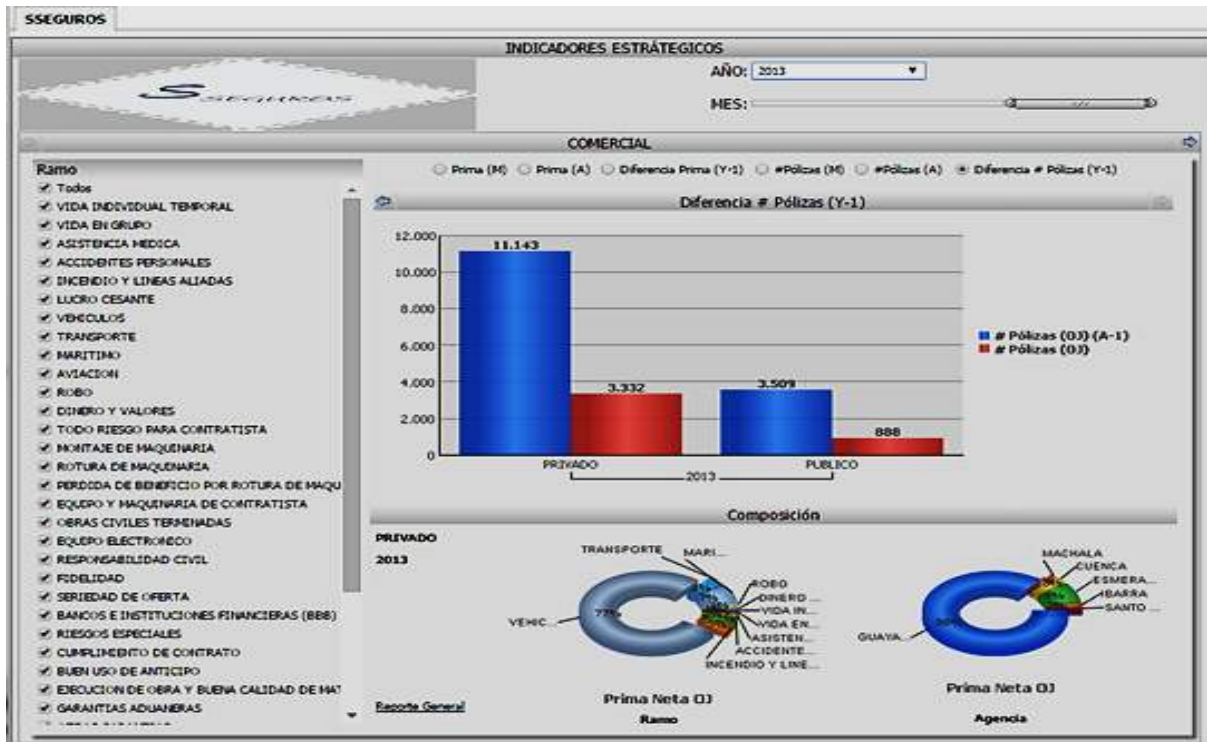 SSEGUROS
INDICADORES ESTRÁTEGICOS
SSEGUROS
AÑO: 2013
MES:
COMERCIAL
Ramo
Todos
VIDA INDIVIDUAL TEMPORAL
VIDA EN GRUPO
ASISTENCIA MEDICA
ACCIDENTES PERSONALES
INCENDIO Y LINEAS ALIADAS
LUCRO CESANTE
VEHICULOS
TRANSPORTE
MARITIMO
AVIACION
ROBO
DINERO Y VALORES
TODO RIESGO PARA CONTRATISTA
MONTAJE DE MAQUINARIA
ROTURA DE MAQUINARIA
PERDIDA DE BENEFICIO POR ROTURA DE MAQU
EQUIPO Y MAQUINARIA DE CONTRATISTA
OBRAS CIVILES TERMINADAS
EQUIPO ELECTRONICO
RESPONSABILIDAD CIVIL
FIDELIDAD
SERIEDAD DE OFERTA
BANCOS E INSTITUCIONES FINANCIERAS (BBB)
RIESGOS ESPECIALES
CUMPLIMIENTO DE CONTRATO
BUEN USO DE ANTICIPO
EJECUCION DE OBRA Y BUENA CALIDAD DE MAT
GARANTIAS ADUANERAS
Prima (M) Prima (A) Diferencia Prima (Y-1) #Pólizas (M) #Pólizas (A) Diferencia # Pólizas (Y-1)
Diferencia # Pólizas (Y-1)
12.000
10.000
8.000
6.000
4.000
2.000
0
11.143
3.332
3.509
888
PRIVADO
PUBLICO
2013
# Pólizas (OJ) (A-1)
# Pólizas (OJ)
Composición
PRIVADO
2013
TRANSPORTE
MARI...
ROBO
DINERO ...
VIDA IN...
VIDA EN...
ASISTEN...
ACCIDENTE...
INCENDIO Y LINE...
VEHIC...
77%
Prima Neta OJ
Ramo
MACHALA
CUENCA
ESMERA...
IBARRA
SANTO ...
GUAYA...
Prima Neta OJ
Agencia
Reporte General